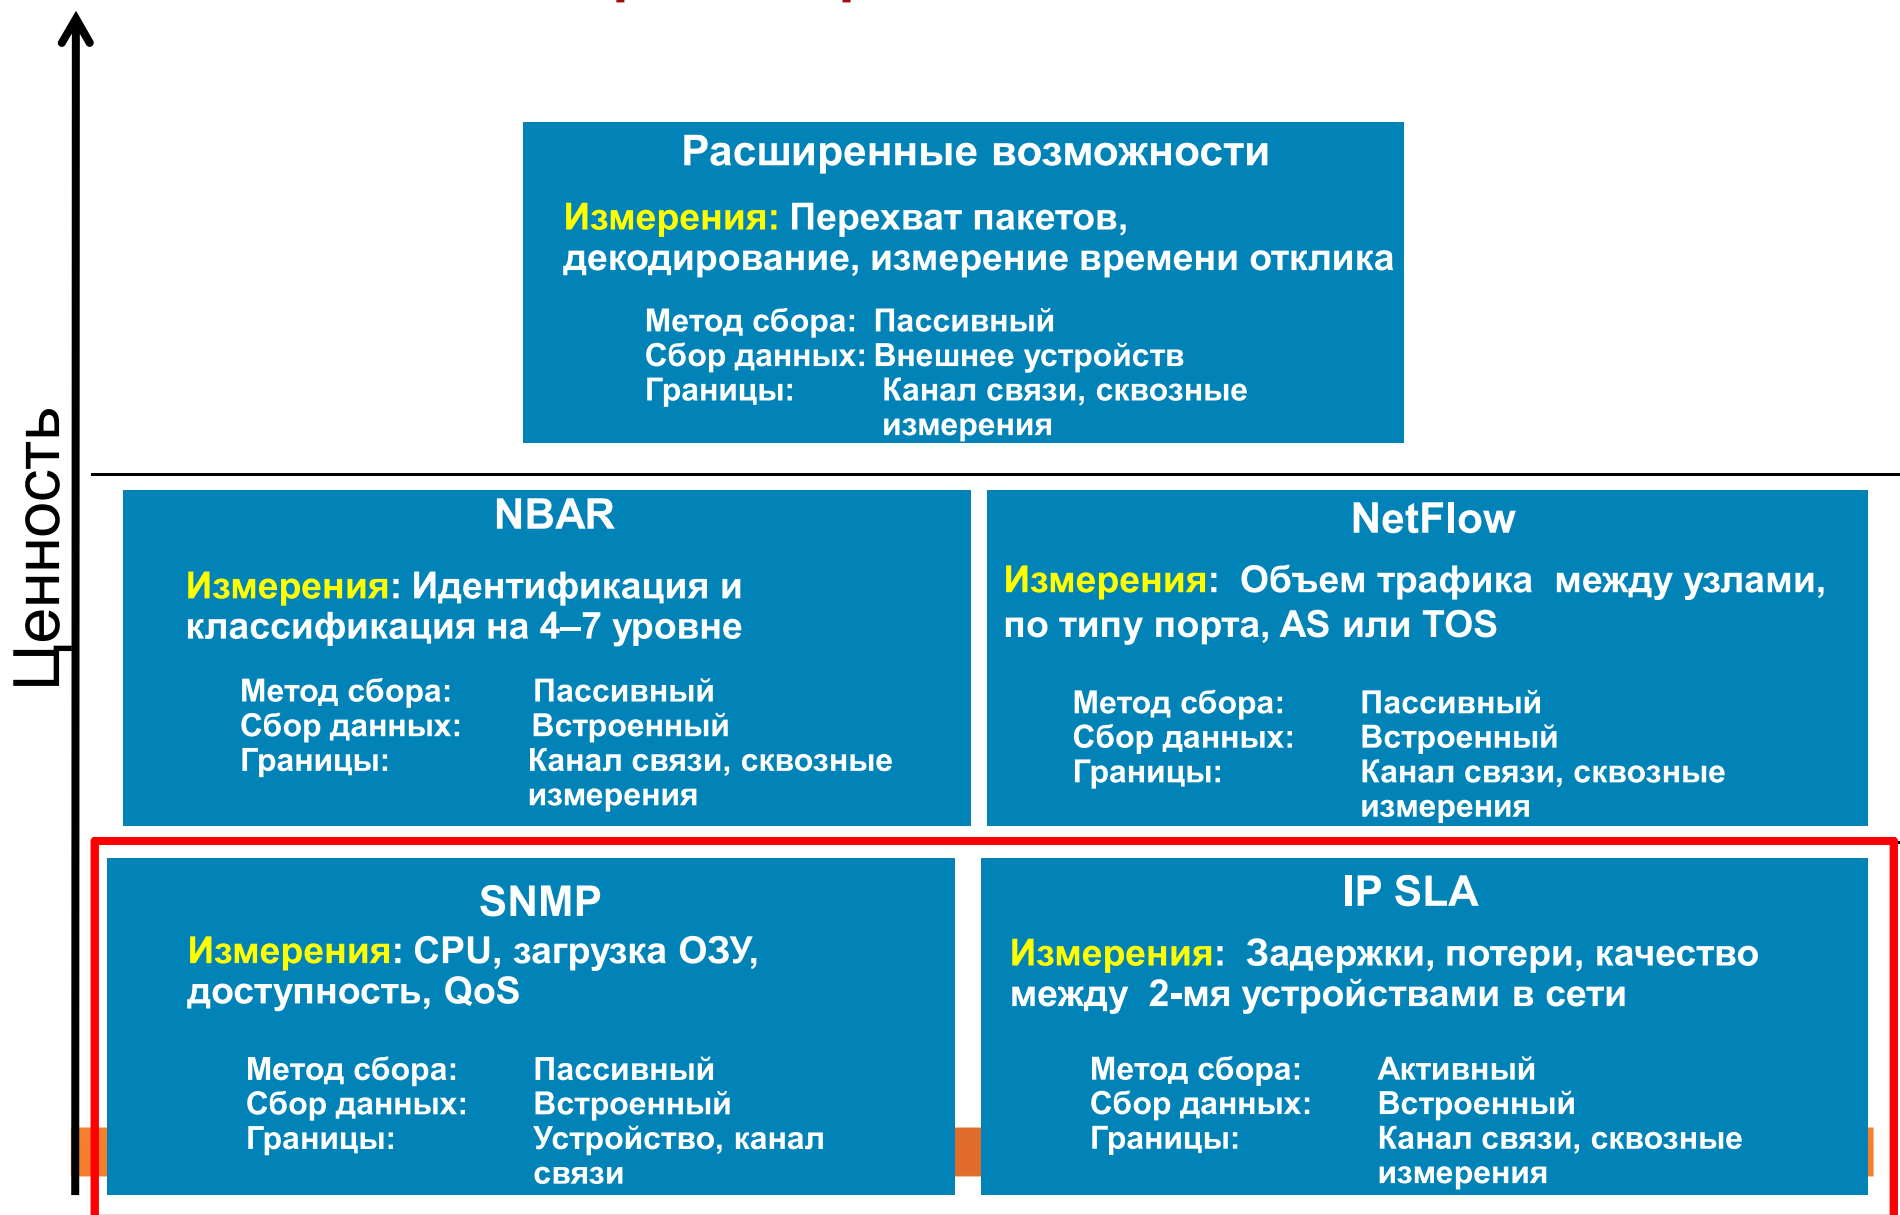 Расширенные возможности
Измерения: Перехват пакетов,
декодирование, измерение времени отклика
Метод сбора: Пассивный
Сбор данных: Внешнее устройств
Границы: Канал связи, сквозные
измерения
Ценность
NBAR
Измерения: Идентификация и
классификация на 4–7 уровне
Метод сбора: Пассивный
Сбор данных: Встроенный
Границы: Канал связи, сквозные
измерения
NetFlow
Измерения: Объем трафика между узлами,
по типу порта, AS или TOS
Метод сбора: Пассивный
Сбор данных: Встроенный
Границы: Канал связи, сквозные
измерения
SNMP
Измерения: CPU, загрузка ОЗУ,
доступность, QoS
Метод сбора: Пассивный
Сбор данных: Встроенный
Границы: Устройство, канал
связи
IP SLA
Измерения: Задержки, потери, качество
между 2-мя устройствами в сети
Метод сбора: Активный
Сбор данных: Встроенный
Границы: Канал связи, сквозные
измерения